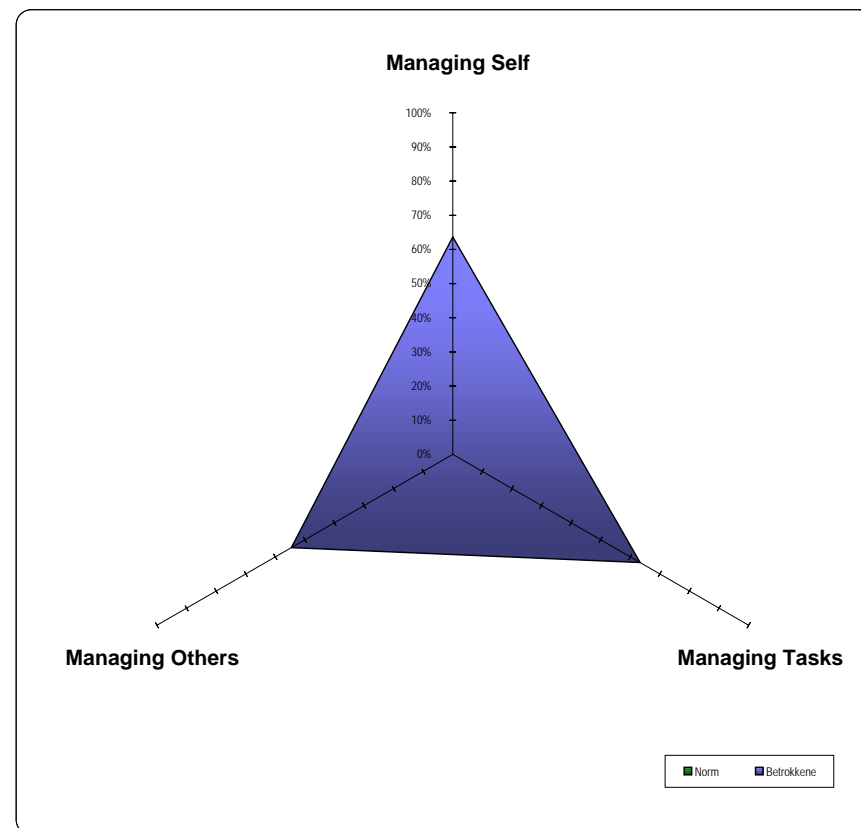 Managing Self
100%
90%
80%
70%
60%
50%
40%
30%
20%
10%
0%
Managing Others
Managing Tasks
Norm
Betrokkene